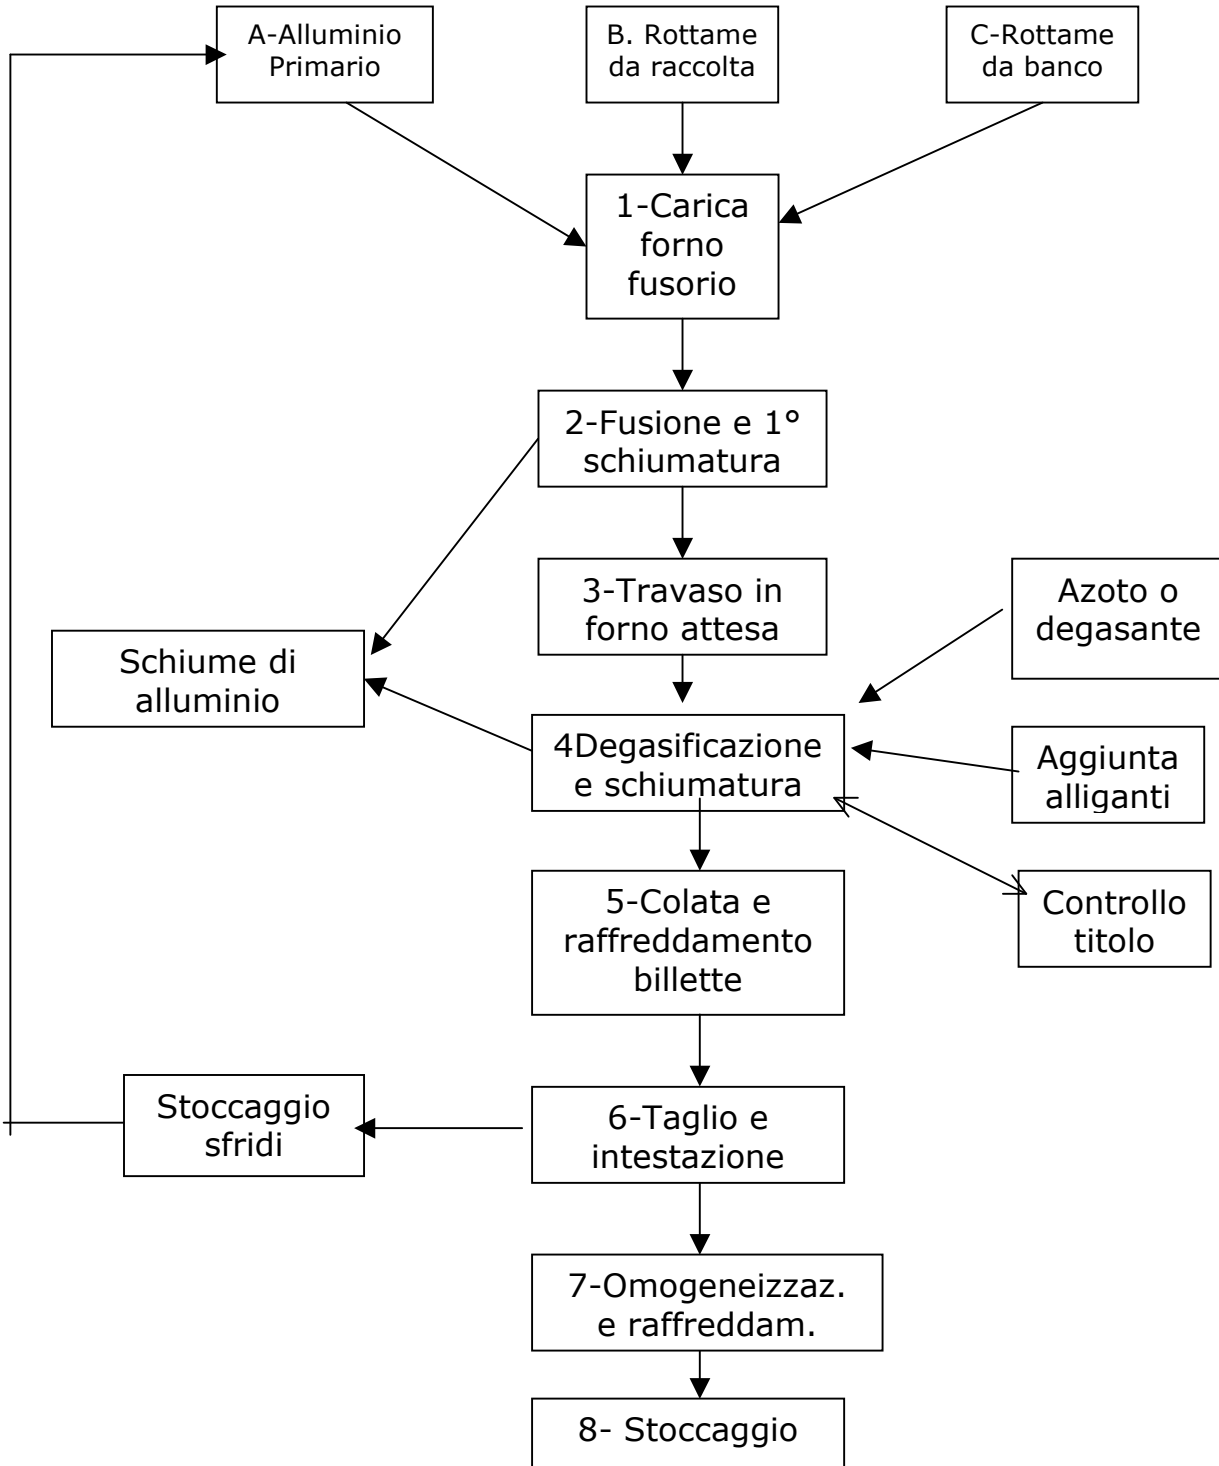 A-Alluminio
Primario
B. Rottame
da raccolta
C-Rottame
da banco
1-Carica
forno
fusorio
2-Fusione e 1°
schiumatura
3-Travaso in
forno attesa
Azoto o
degasante
Schiume di
alluminio
4Degasificazione
e schiumatura
Aggiunta
alliganti
5-Colata e
raffreddamento
billette
Controllo
titolo
Stoccaggio
sfridi
6-Taglio e
intestazione
7-Omogeneizzaz.
e raffreddam.
8- Stoccaggio